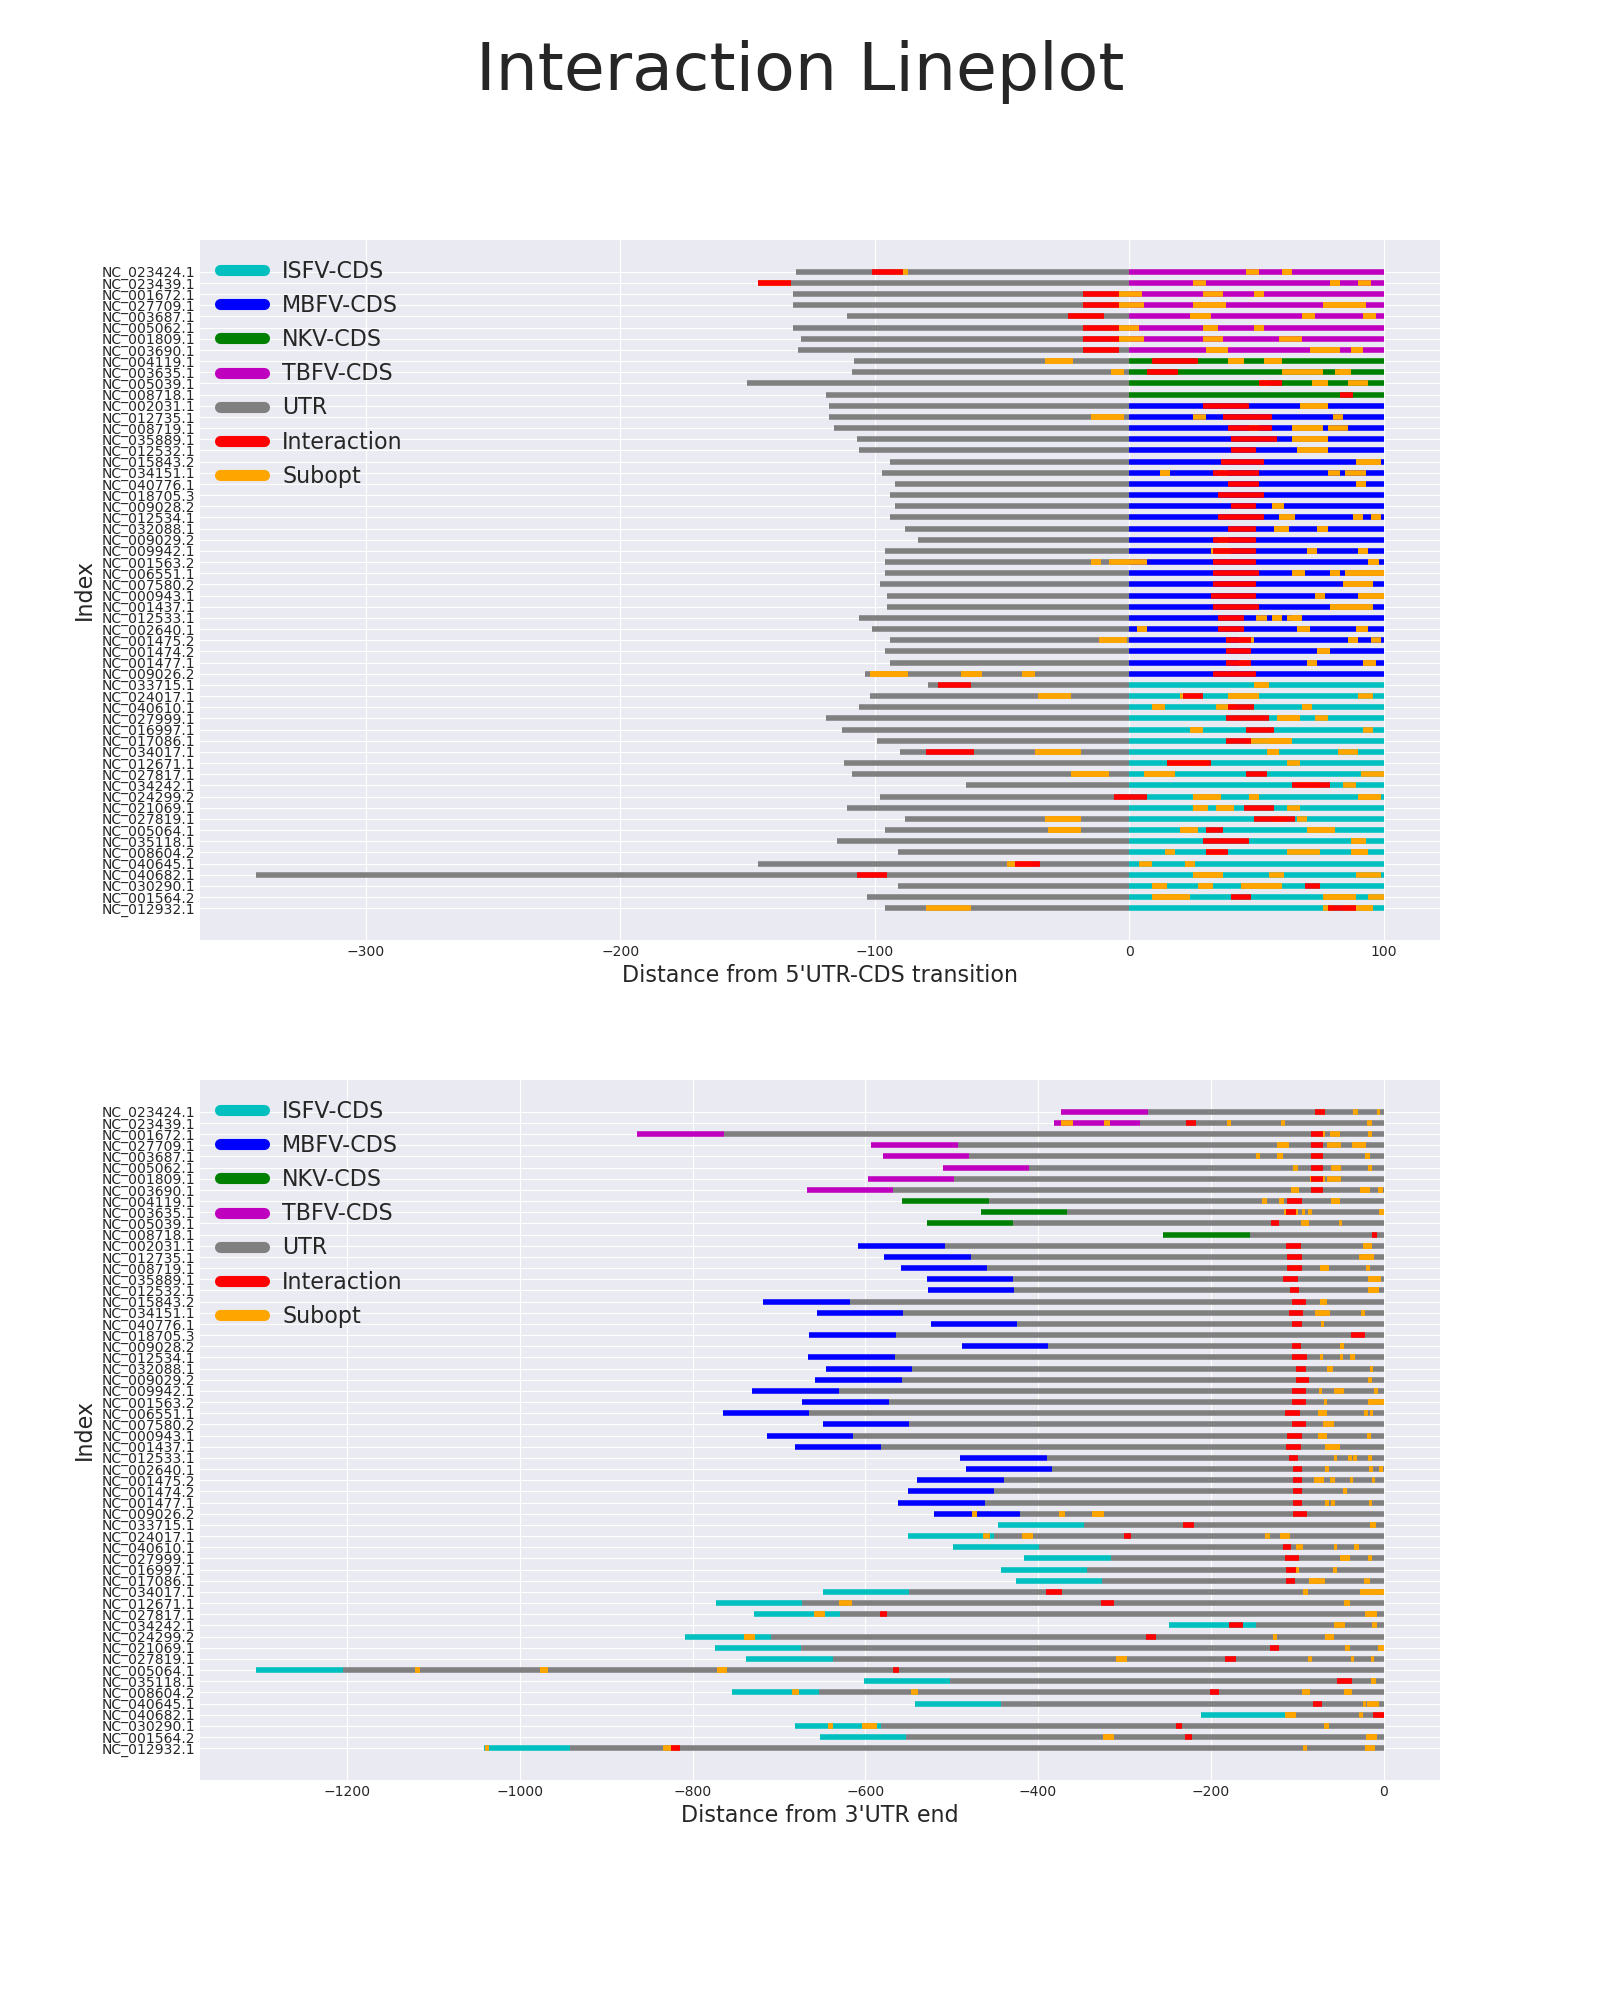 Interaction Lineplot
ISFV-CDS
MBFV-CDS
NKV-CDS
TBFV-CDS
UTR
Interaction
Subopt
Index
NC_023424.1
NC_023439.1
NC_001672.1
NC_027709.1
NC_003687.1
NC_005062.1
NC_001809.1
NC_003690.1
NC_004119.1
NC_003635.1
NC_005039.1
NC_008718.1
NC_002031.1
NC_012735.1
NC_008719.1
NC_035889.1
NC_012532.1
NC_015843.2
NC_034151.1
NC_040776.1
NC_018705.3
NC_009028.2
NC_012534.1
NC_032088.1
NC_009029.2
NC_009942.1
NC_001563.2
NC_006551.1
NC_007580.2
NC_000943.1
NC_001437.1
NC_012533.1
NC_002640.1
NC_001475.2
NC_001474.2
NC_001477.1
NC_009026.2
NC_033715.1
NC_024017.1
NC_040610.1
NC_027999.1
NC_016997.1
NC_017086.1
NC_034017.1
NC_012671.1
NC_027817.1
NC_034242.1
NC_024299.2
NC_021069.1
NC_027819.1
NC_005064.1
NC_035118.1
NC_008604.2
NC_040645.1
NC_040682.1
NC_030290.1
NC_001564.2
NC_012932.1
−300 −200 −100 0 100
Distance from 5'UTR-CDS transition
ISFV-CDS
MBFV-CDS
NKV-CDS
TBFV-CDS
UTR
Interaction
Subopt
Index
NC_023424.1
NC_023439.1
NC_001672.1
NC_027709.1
NC_003687.1
NC_005062.1
NC_001809.1
NC_003690.1
NC_004119.1
NC_003635.1
NC_005039.1
NC_008718.1
NC_002031.1
NC_012735.1
NC_008719.1
NC_035889.1
NC_012532.1
NC_015843.2
NC_034151.1
NC_040776.1
NC_018705.3
NC_009028.2
NC_012534.1
NC_032088.1
NC_009029.2
NC_009942.1
NC_001563.2
NC_006551.1
NC_007580.2
NC_000943.1
NC_001437.1
NC_012533.1
NC_002640.1
NC_001475.2
NC_001474.2
NC_001477.1
NC_009026.2
NC_033715.1
NC_024017.1
NC_040610.1
NC_027999.1
NC_016997.1
NC_017086.1
NC_034017.1
NC_012671.1
NC_027817.1
NC_034242.1
NC_024299.2
NC_021069.1
NC_027819.1
NC_005064.1
NC_035118.1
NC_008604.2
NC_040645.1
NC_040682.1
NC_030290.1
NC_001564.2
NC_012932.1
−1200 −1000 −800 −600 −400 −200 0
Distance from 3'UTR end